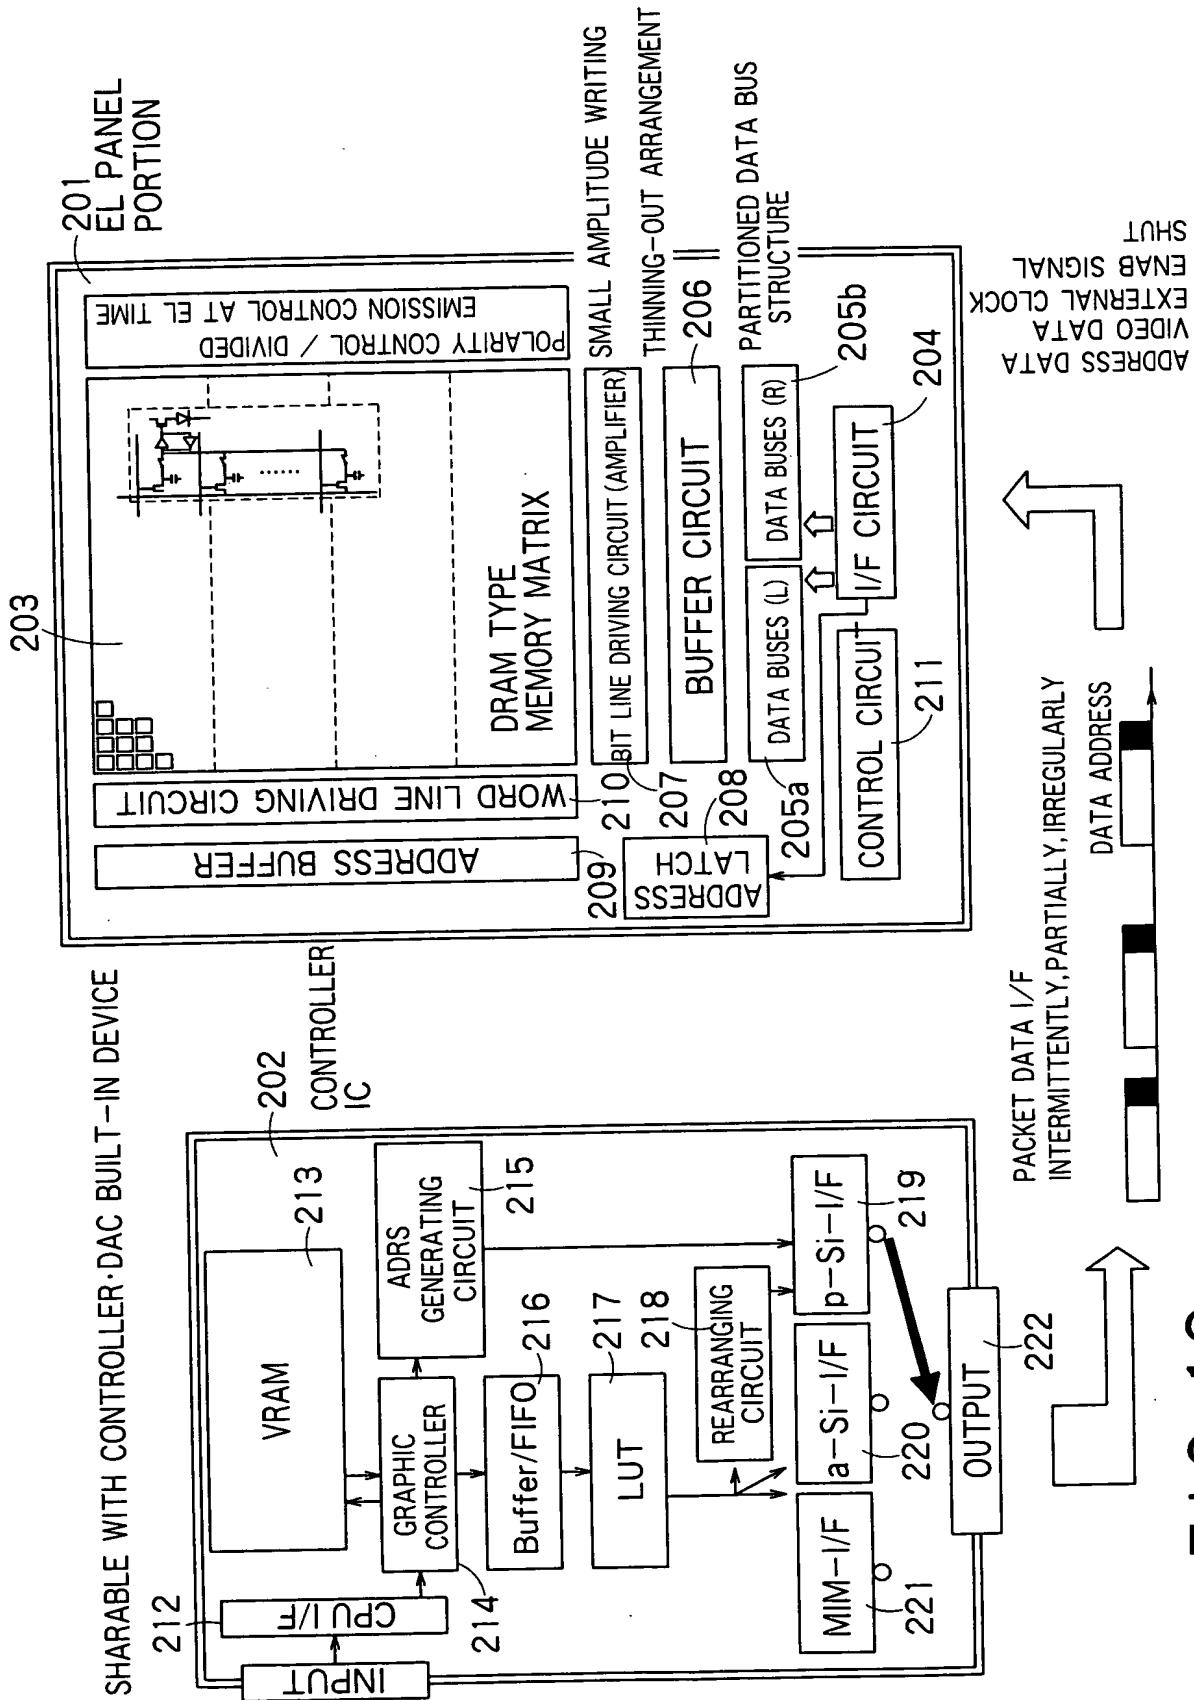 SHARABLE WITH CONTROLLER·DAC BUILT-IN DEVICE
202
CONTROLLER
IC
INPUT
212
CPU I/F
VRAM
213
GRAPHIC
CONTROLLER
214
ADRS
GENERATING
CIRCUIT
215
Buffer/FIFO
216
LUT
217
REARRANGING
CIRCUIT
218
MIM-I/F
221
a-Si-I/F
220
p-Si-I/F
219
OUTPUT
222
PACKET DATA I/F
INTERMITTENTLY,PARTIALLY,IRREGULARLY
DATA ADDRESS
201
EL PANEL
PORTION
203
ADDRESS BUFFER
209
WORD LINE DRIVING CIRCUIT
210
DRAM TYPE
MEMORY MATRIX
POLARITY CONTROL / DIVIDED
EMISSION CONTROL AT EL TIME
BIT LINE DRIVING CIRCUIT (AMPLIFIER)
207
SMALL AMPLITUDE WRITING
ADDRESS
LATCH
208
BUFFER CIRCUIT
206
THINNING-OUT ARRANGEMENT
DATA BUSES (L)
205a
DATA BUSES (R)
205b
PARTITIONED DATA BUS
STRUCTURE
CONTROL CIRCUIT
211
I/F CIRCUIT
204
ADDRESS DATA
VIDEO DATA
EXTERNAL CLOCK
ENAB SIGNAL
SHUT